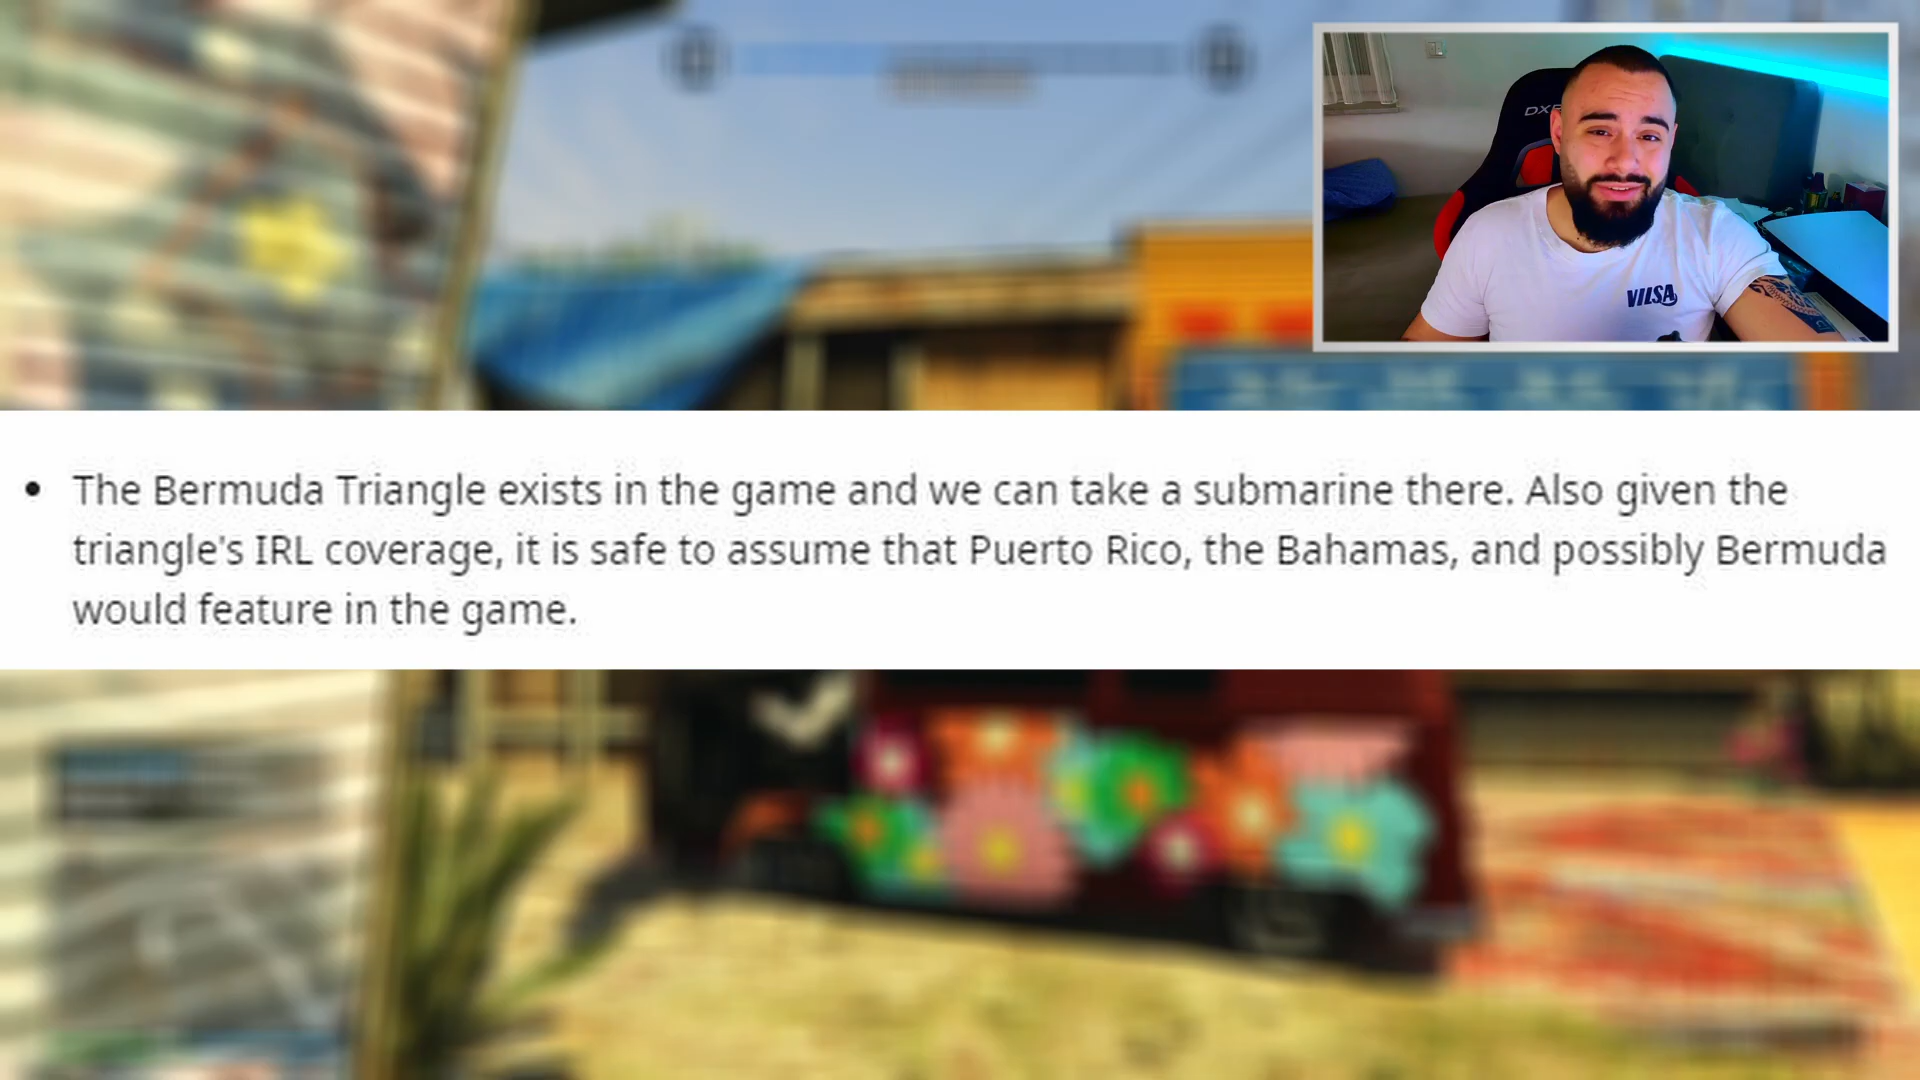 DX
VILSA
• The Bermuda Triangle exists in the game and we can take a submarine there. Also given the
triangle's IRL coverage, it is safe to assume that Puerto Rico, the Bahamas, and possibly Bermuda
would feature in the game.